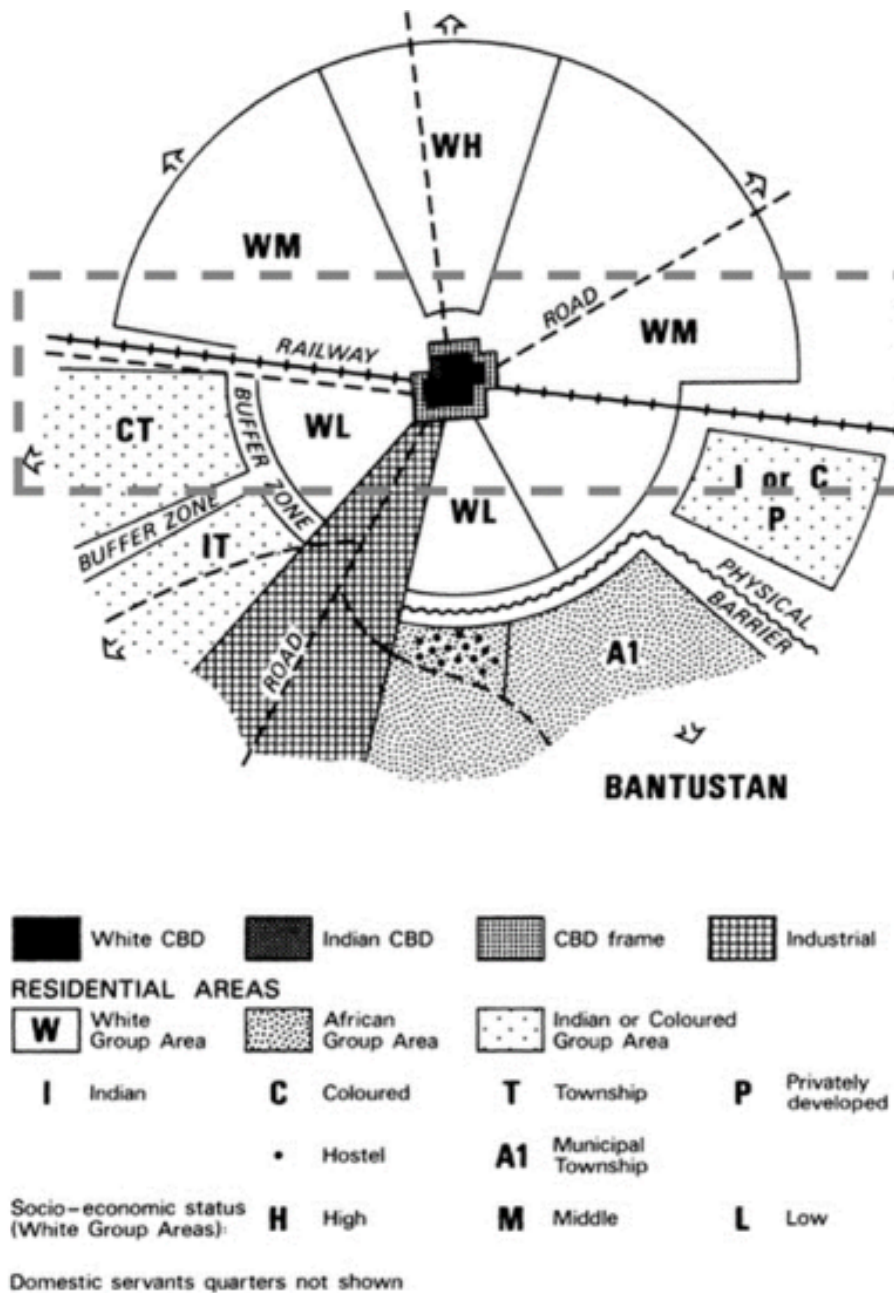 WH
WM
ROAD
WM
RAILWAY
CT
BUFFER ZONE
WL
I or C
P
BUFFER ZONE
IT
WL
PHYSICAL
BARRIER
ROAD
A1
BANTUSTAN
White CBD
Indian CBD
CBD frame
Industrial
RESIDENTIAL AREAS
W White
Group Area
African
Group Area
Indian or Coloured
Group Area
I Indian
C Coloured
T Township
P Privately
developed
Hostel
A1 Municipal
Township
Socio-economic status
(White Group Areas):
H High
M Middle
L Low
Domestic servants quarters not shown